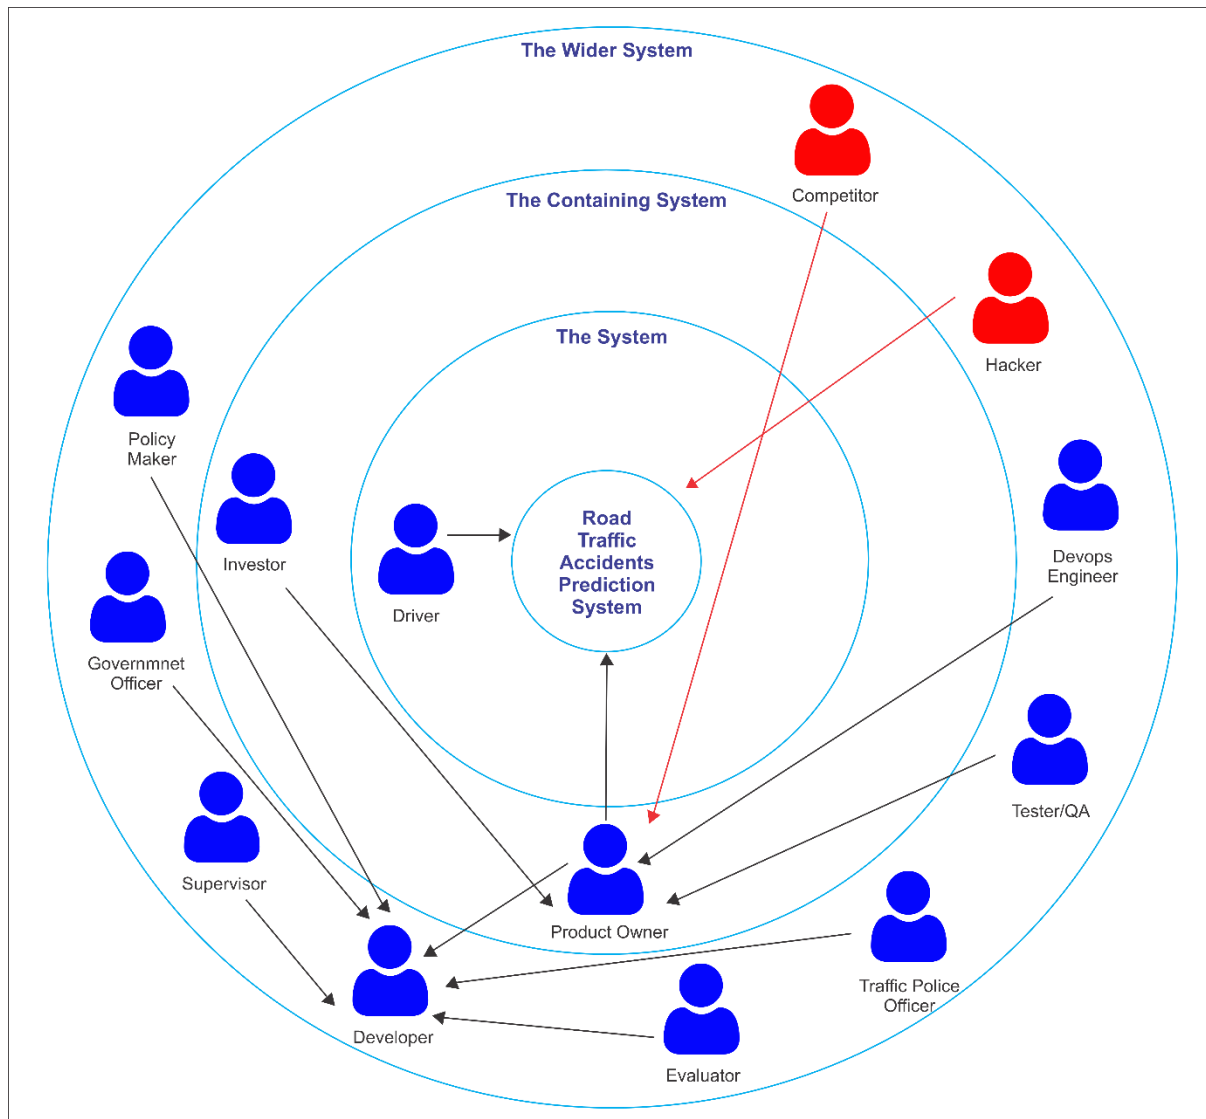 The Wider System
Competitor
The Containing System
Hacker
The System
Policy
Maker
Investor
Driver
Road
Traffic
Accidents
Prediction
System
Devops
Engineer
Governmnet
Officer
Tester/QA
Supervisor
Product Owner
Traffic Police
Officer
Developer
Evaluator